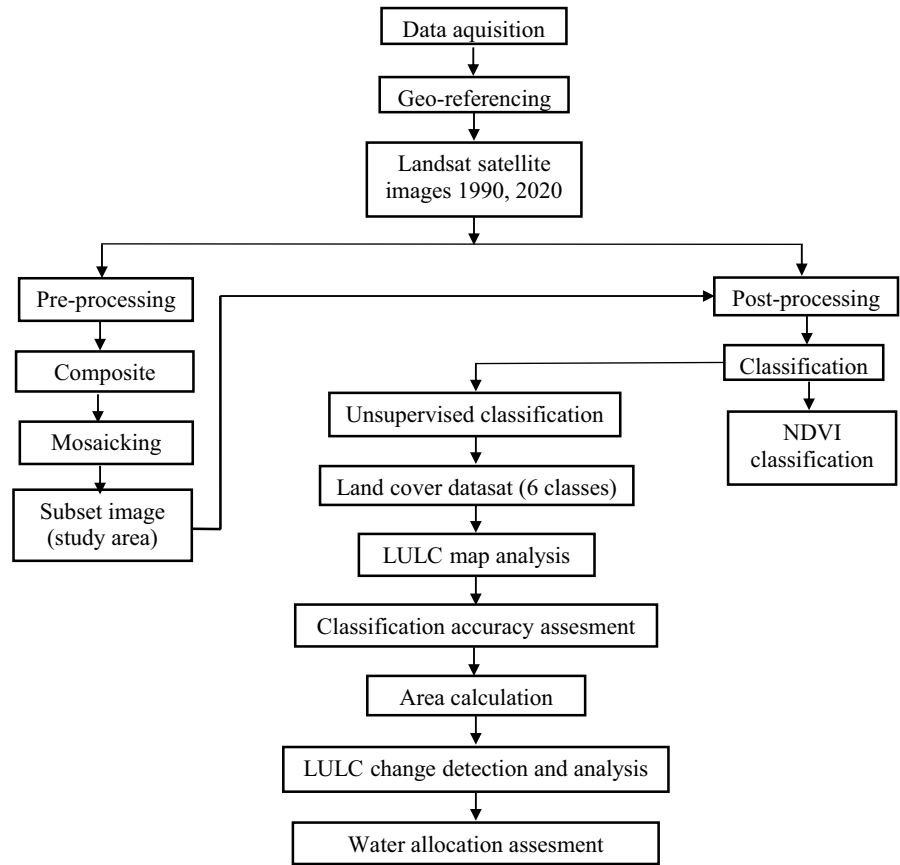 Data aquisition
Geo-referencing
Landsat satellite
images 1990, 2020
Pre-processing
Composite
Mosaicking
Subset image
(study area)
Post-processing
Classification
NDVI
classification
Unsupervised classification
Land cover datasat (6 classes)
LULC map analysis
Classification accuracy assesment
Area calculation
LULC change detection and analysis
Water allocation assesment